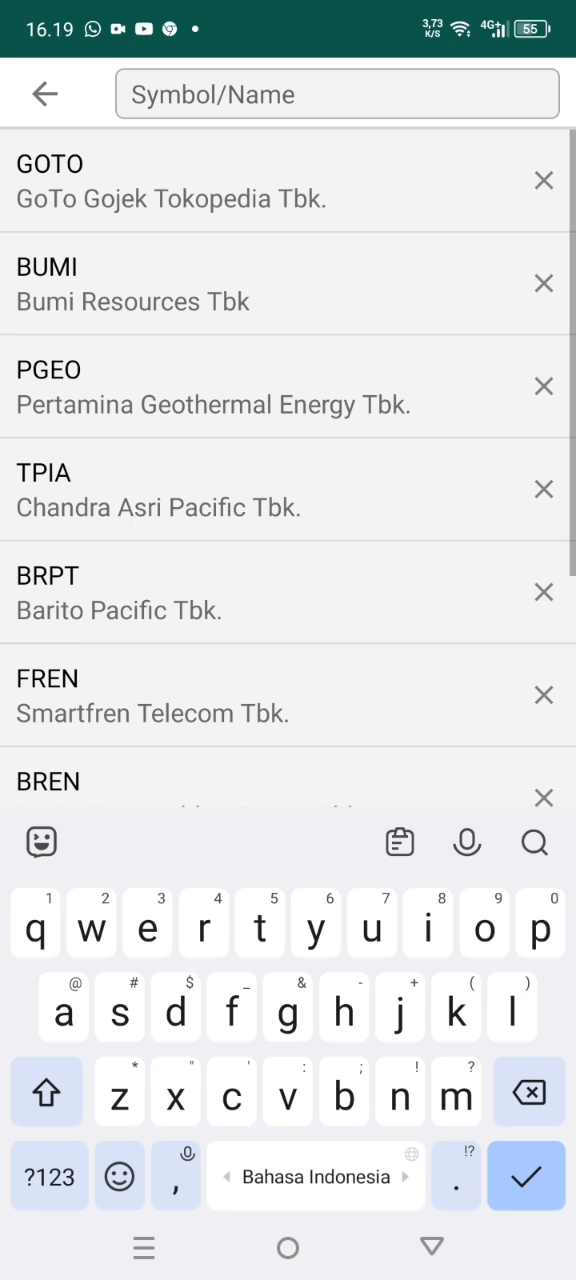 16.19
3,73
K/S
4G+
55
Symbol/Name
GOTO
GoTo Gojek Tokopedia Tbk.
BUMI
Bumi Resources Tbk
PGEO
Pertamina Geothermal Energy Tbk.
TPIA
Chandra Asri Pacific Tbk.
BRPT
Barito Pacific Tbk.
FREN
Smartfren Telecom Tbk.
BREN
1 2 3 4 5 6 7 8 9 0
q w e r t y u i o p
@ # $ _ & - + ( )
a s d f g h j k l
* " ' : ; ! ?
z x c v b n m
!?
?123 , Bahasa Indonesia .